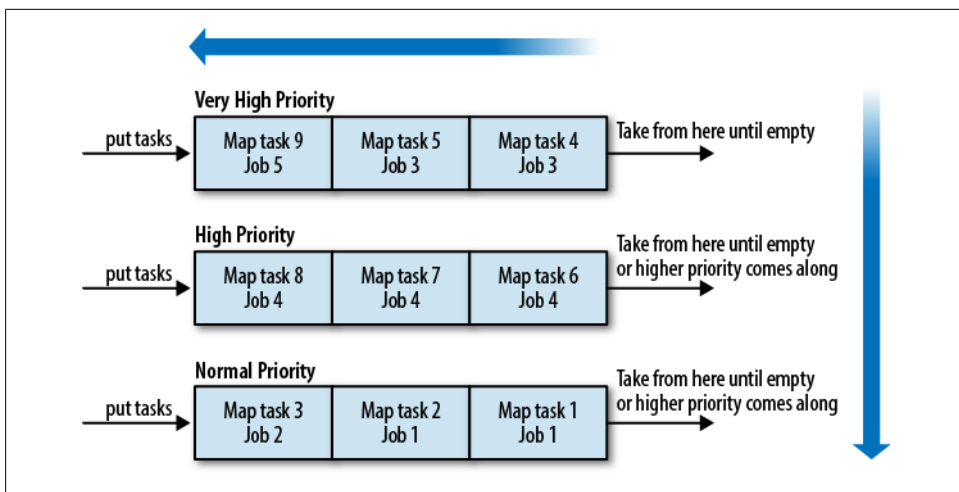 Very High Priority
put tasks
Map task 9
Job 5
Map task 5
Job 3
Map task 4
Job 3
Take from here until empty
High Priority
put tasks
Map task 8
Job 4
Map task 7
Job 4
Map task 6
Job 4
Take from here until empty
or higher priority comes along
Normal Priority
put tasks
Map task 3
Job 2
Map task 2
Job 1
Map task 1
Job 1
Take from here until empty
or higher priority comes along